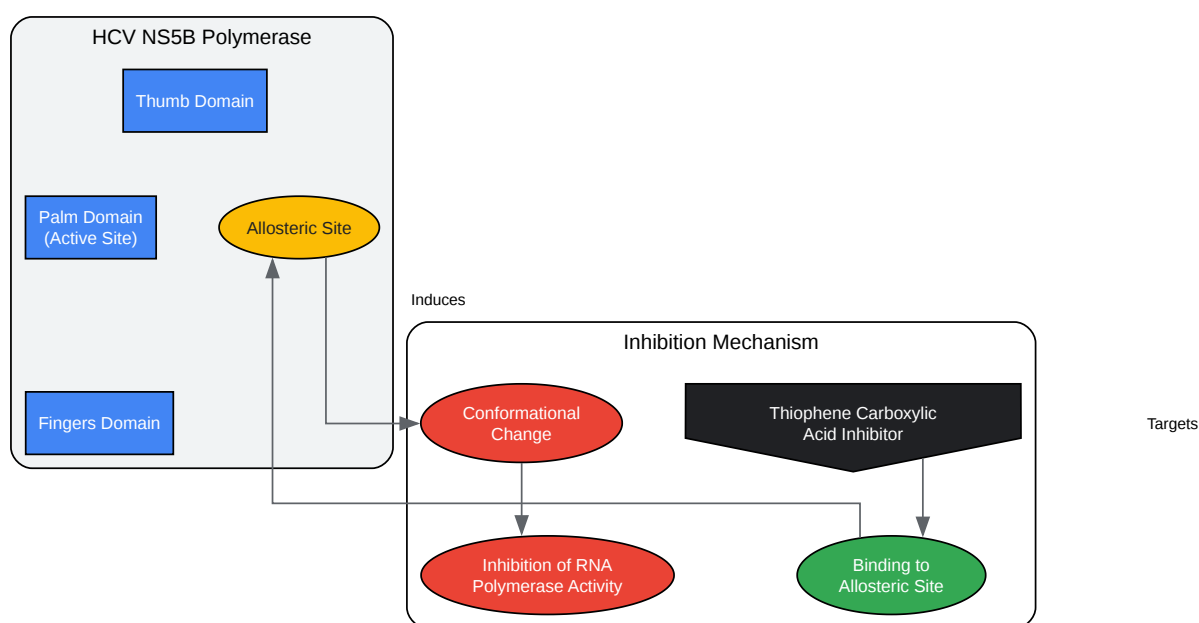 HCV NS5B Polymerase
Thumb Domain
Palm Domain
(Active Site)
Allosteric Site
Fingers Domain
Induces
Inhibition Mechanism
Conformational
Change
Thiophene Carboxylic
Acid Inhibitor
Targets
Inhibition of RNA
Polymerase Activity
Binding to
Allosteric Site